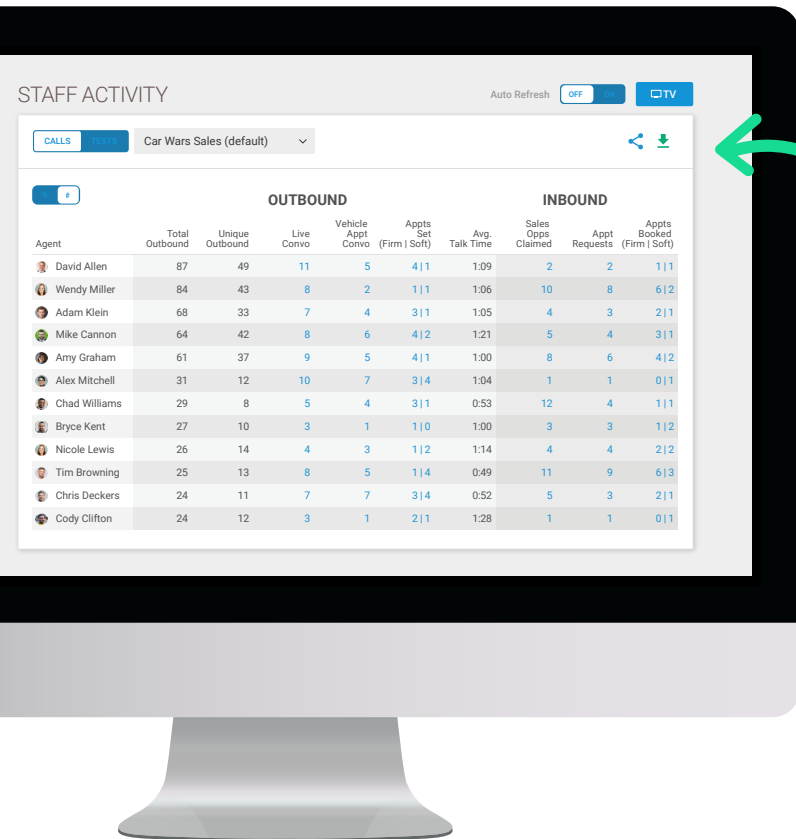 STAFF ACTIVITY
Auto Refresh OFF ON TV
CALLS TEXTS Car Wars Sales (default)
% #
OUTBOUND INBOUND
Agent Total Outbound Unique Outbound Live Convo Vehicle Appt Convo Appts Set (Firm | Soft) Avg. Talk Time Sales Opps Claimed Appt Requests Appts Booked (Firm | Soft)
David Allen 87 49 11 5 4 | 1 1:09 2 2 1 | 1
Wendy Miller 84 43 8 2 1 | 1 1:06 10 8 6 | 2
Adam Klein 68 33 7 4 3 | 1 1:05 4 3 2 | 1
Mike Cannon 64 42 8 6 4 | 2 1:21 5 4 3 | 1
Amy Graham 61 37 9 5 4 | 1 1:00 8 6 4 | 2
Alex Mitchell 31 12 10 7 3 | 4 1:04 1 1 0 | 1
Chad Williams 29 8 5 4 3 | 1 0:53 12 4 1 | 1
Bryce Kent 27 10 3 1 1 | 0 1:00 3 3 1 | 2
Nicole Lewis 26 14 4 3 1 | 2 1:14 4 4 2 | 2
Tim Browning 25 13 8 5 1 | 4 0:49 11 9 6 | 3
Chris Deckers 24 11 7 7 3 | 4 0:52 5 3 2 | 1
Cody Clifton 24 12 3 1 2 | 1 1:28 1 1 0 | 1